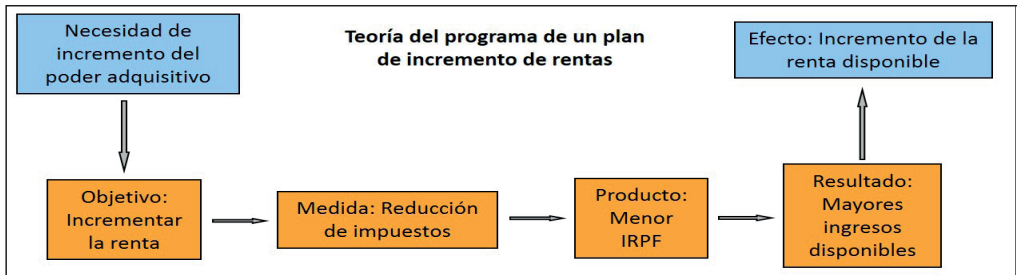 Necesidad de
incremento del
poder adquisitivo
Teoría del programa de un plan
de incremento de rentas
Efecto: Incremento de la
renta disponible
Objetivo:
Incrementar
la renta
Medida: Reducción
de impuestos
Producto:
Menor
IRPF
Resultado:
Mayores
ingresos
disponibles